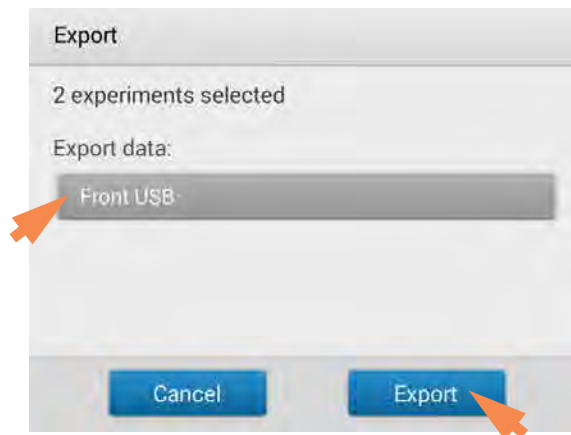 Export
2 experiments selected
Export data:
Front USB
Cancel
Export